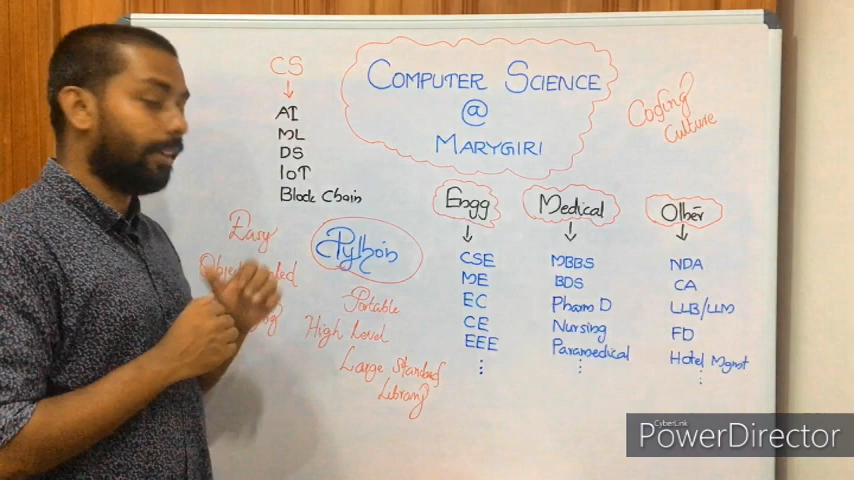 CS
AI
ML
DS
IoT
Block Chain
COMPUTER SCIENCE
@
MARYGIRI
Coding
Culture
Easy
Python
Portable
High Level
Large Standard
Library
Engg
CSE
ME
EC
CE
EEE
Medical
MBBS
BDS
Pharm D
Nursing
Paramedical
Other
NDA
CA
LLB/LLM
FD
Hotel Mgmt
CyberLink
PowerDirector